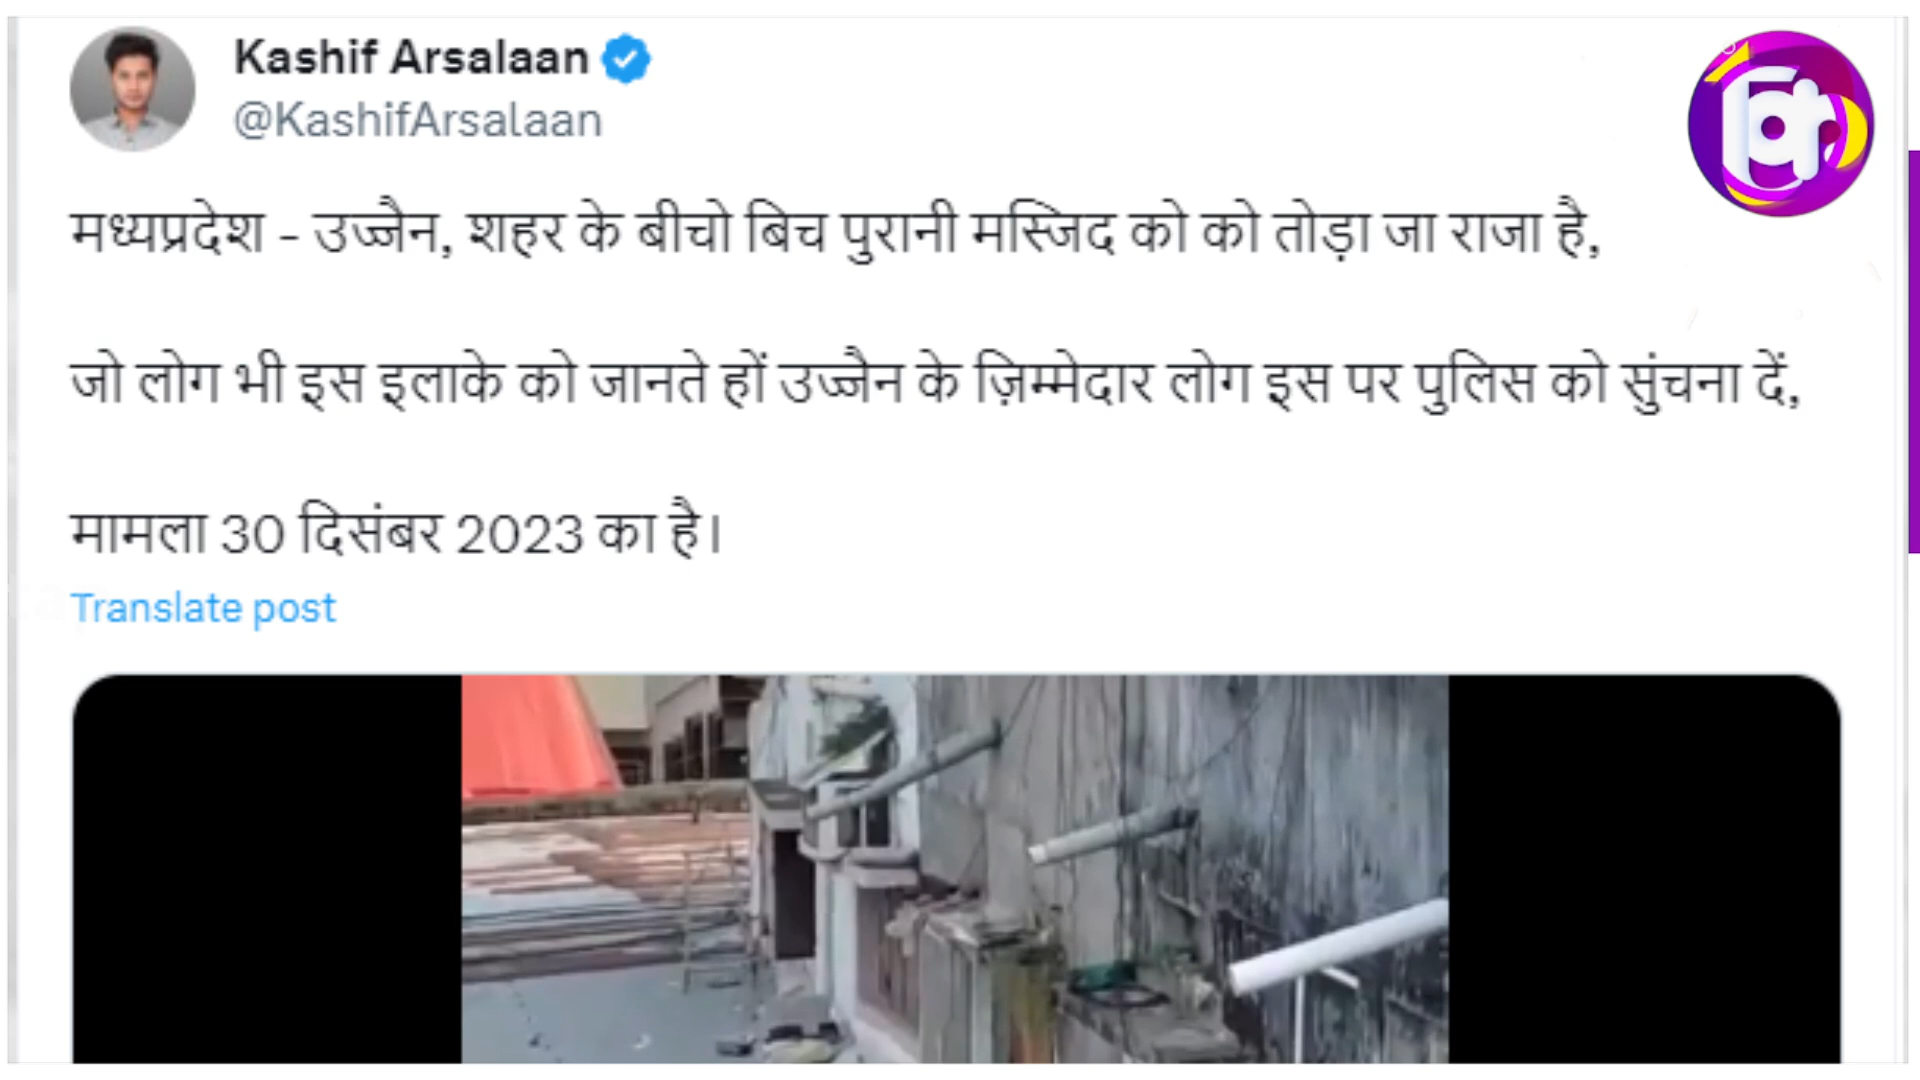 Kashif Arsalaan
@KashifArsalaan
मध्यप्रदेश - उज्जैन, शहर के बीचो बिच पुरानी मस्जिद को को तोड़ा जा राजा है,
जो लोग भी इस इलाके को जानते हों उज्जैन के ज़िम्मेदार लोग इस पर पुलिस को सुंचना दें,
मामला 30 दिसंबर 2023 का है।
Translate post